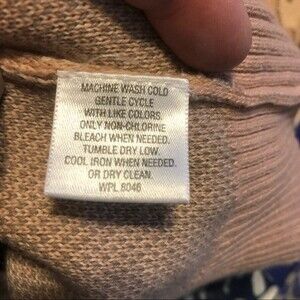 MACHINE WASH COLD
GENTLE CYCLE
WITH LIKE COLORS.
ONLY NON-CHLORINE
BLEACH WHEN NEEDED.
TUMBLE DRY LOW.
COOL IRON WHEN NEEDED.
OR DRY CLEAN.
WPL 8046